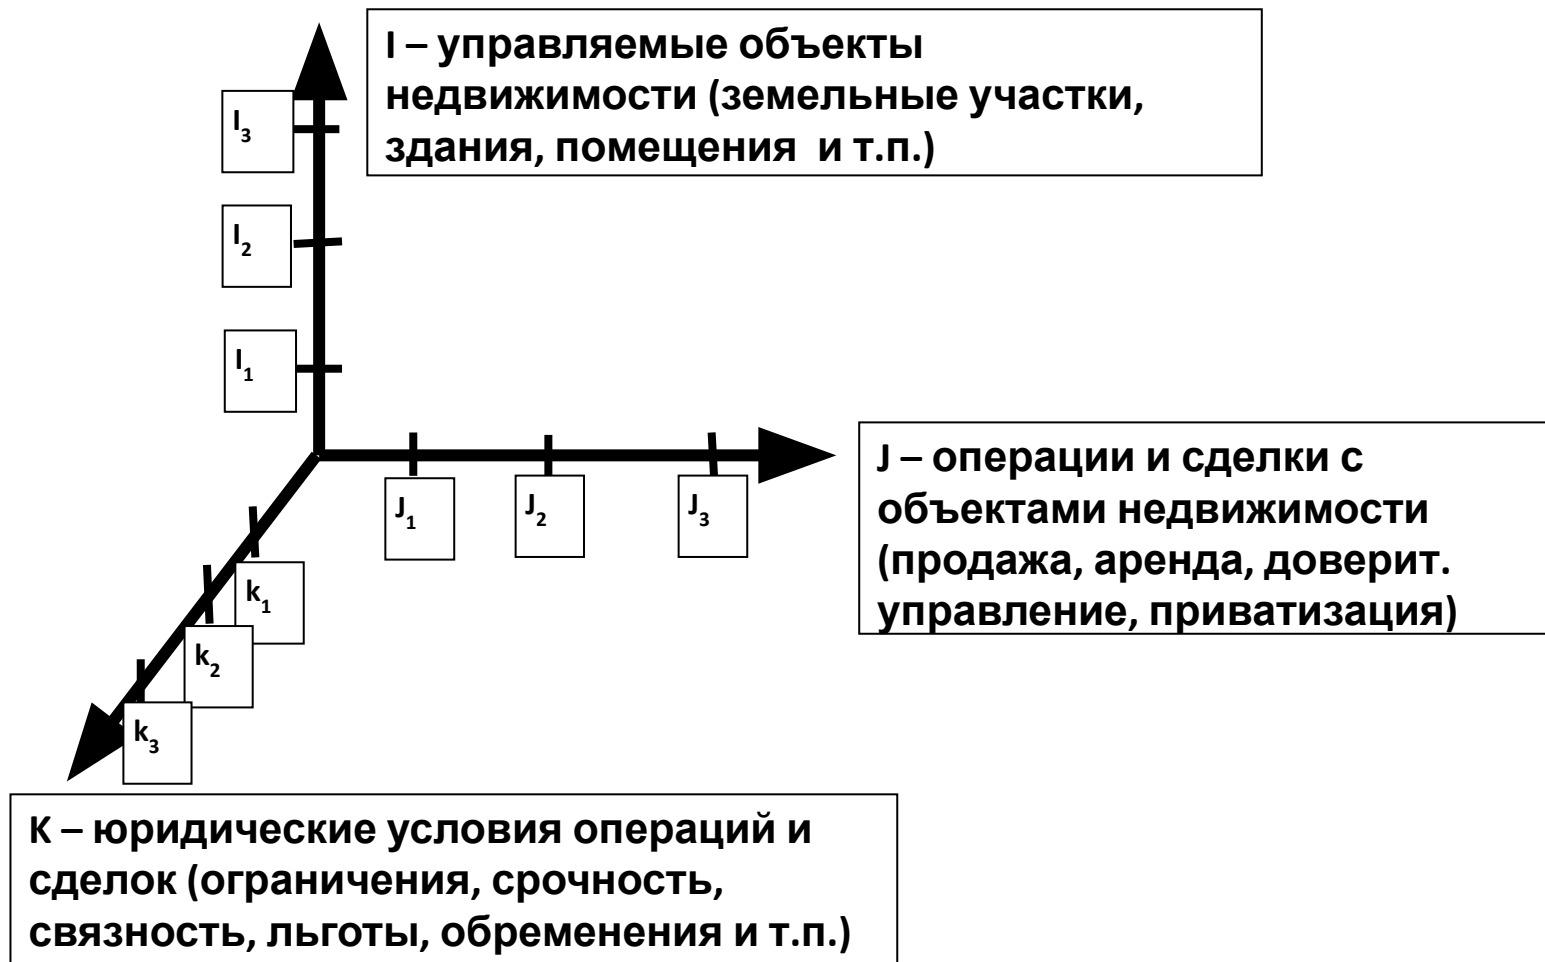 I – управляемые объекты
недвижимости (земельные участки,
здания, помещения и т.п.)
I3
I2
I1
J – операции и сделки с
объектами недвижимости
(продажа, аренда, доверит.
управление, приватизация)
J1
J2
J3
k1
k2
k3
K – юридические условия операций и
сделок (ограничения, срочность,
связность, льготы, обременения и т.п.)